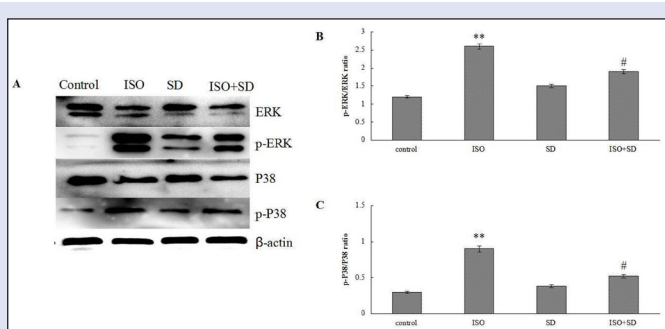 A
Control ISO SD ISO+SD
ERK
p-ERK
P38
p-P38
β-actin
B
p-ERK/ERK ratio
3
2.5
2
1.5
1
0.5
0
**
#
control ISO SD ISO+SD
C
p-P38/P38 ratio
1.5
1
0.5
0
**
#
control ISO SD ISO+SD